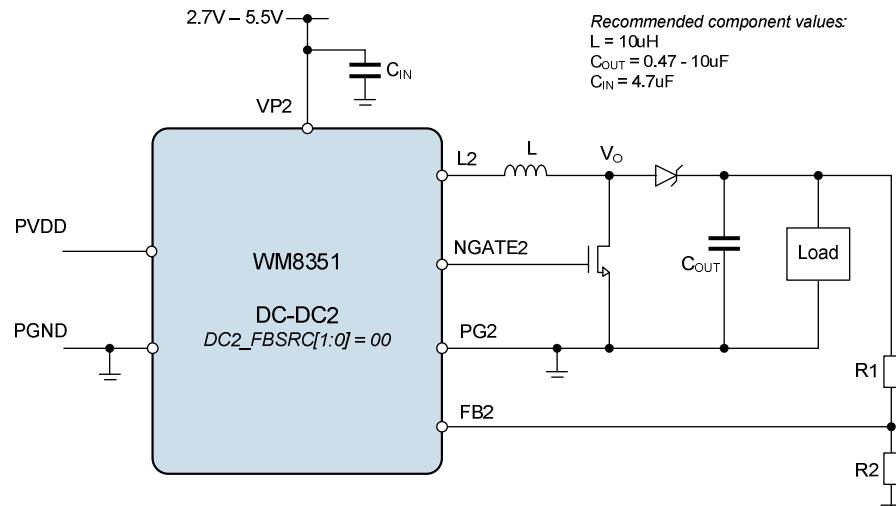 2.7V – 5.5V
Recommended component values:
L = 10uH
COUT = 0.47 - 10uF
CIN = 4.7uF
CIN
VP2
L2
L
VO
PVDD
NGATE2
WM8351
COUT
Load
DC-DC2
PGND
DC2_FBSRC[1:0] = 00
PG2
R1
FB2
R2